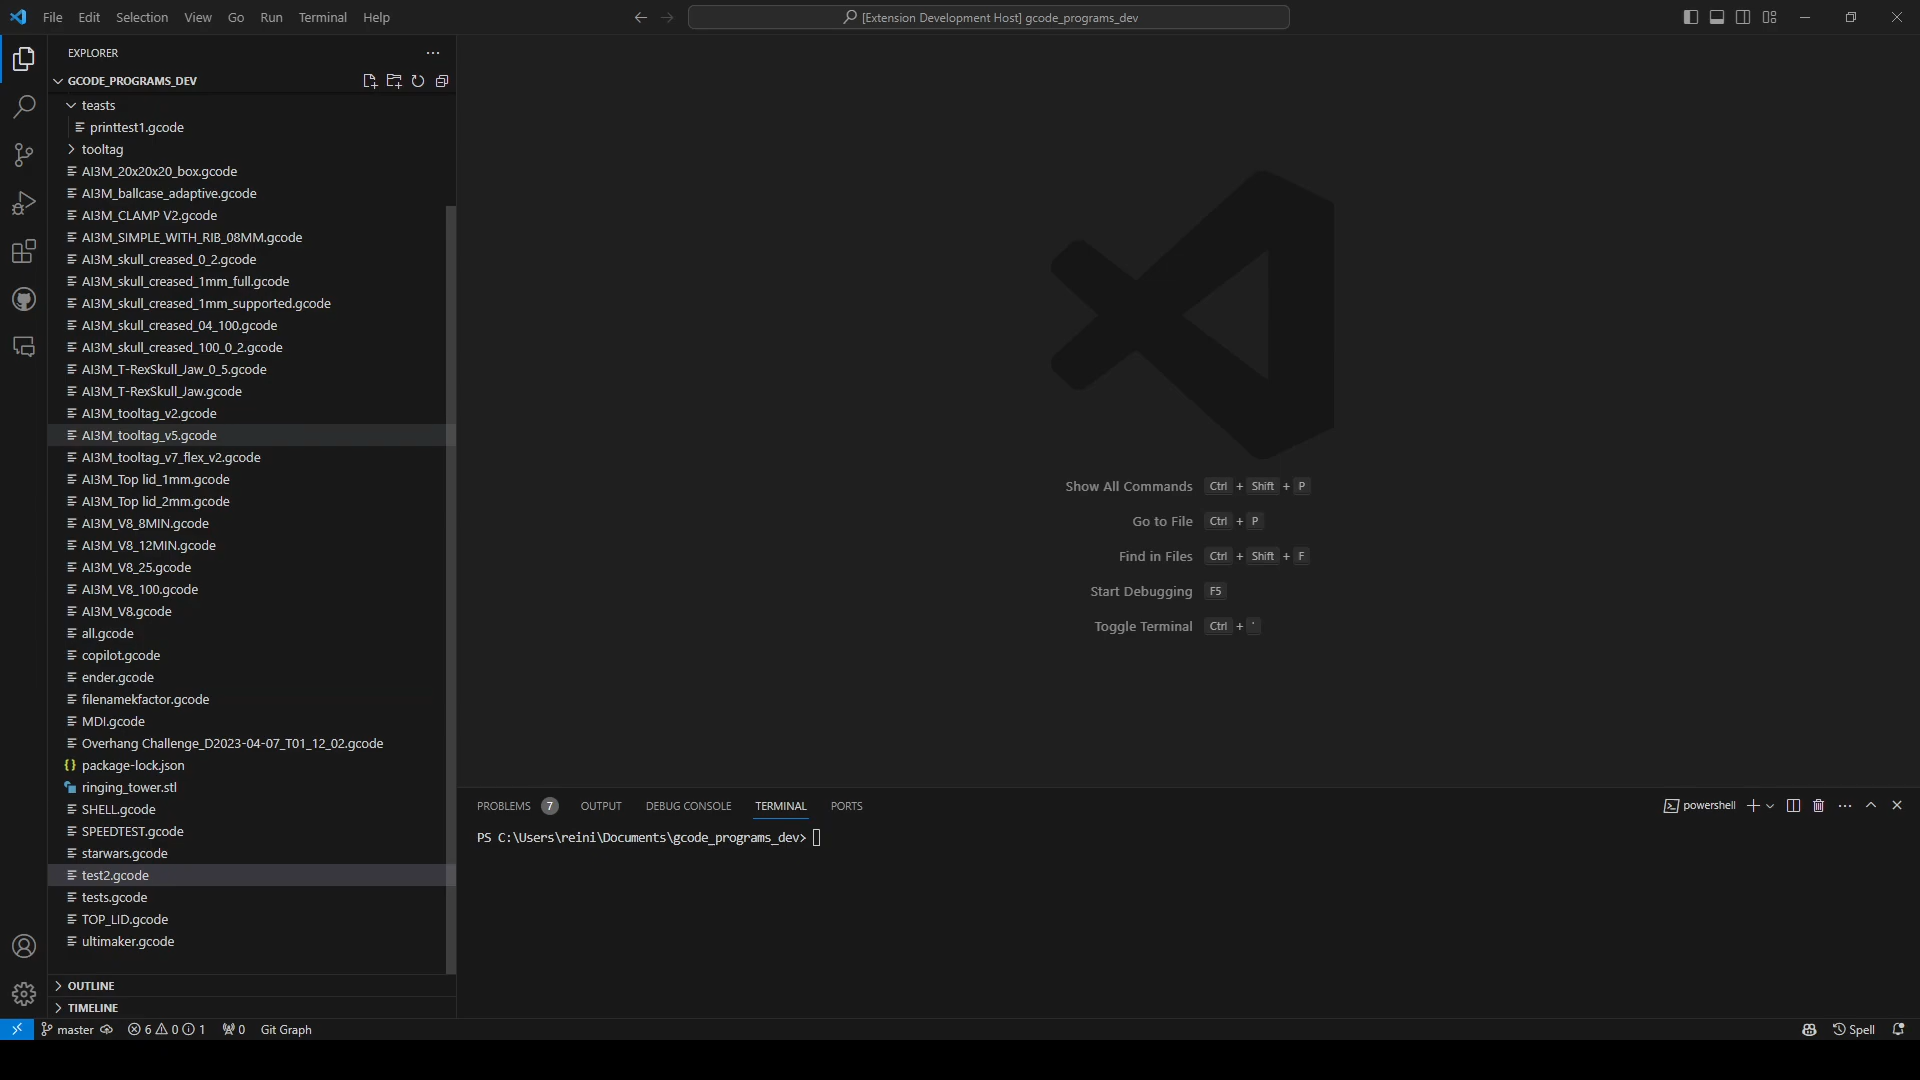 File Edit Selection View Go Run Terminal Help
[Extension Development Host] gcode_programs_dev
EXPLORER
GCODE_PROGRAMS_DEV
teasts
printtest1.gcode
tooltag
AI3M_20x20x20_box.gcode
AI3M_ballcase_adaptive.gcode
AI3M_CLAMP V2.gcode
AI3M_SIMPLE_WITH_RIB_08MM.gcode
AI3M_skull_creased_0_2.gcode
AI3M_skull_creased_1mm_full.gcode
AI3M_skull_creased_1mm_supported.gcode
AI3M_skull_creased_04_100.gcode
AI3M_skull_creased_100_0_2.gcode
AI3M_T-RexSkull_Jaw_0_5.gcode
AI3M_T-RexSkull_Jaw.gcode
AI3M_tooltag_v2.gcode
AI3M_tooltag_v5.gcode
AI3M_tooltag_v7_flex_v2.gcode
AI3M_Top lid_1mm.gcode
AI3M_Top lid_2mm.gcode
AI3M_V8_8MIN.gcode
AI3M_V8_12MIN.gcode
AI3M_V8_25.gcode
AI3M_V8_100.gcode
AI3M_V8.gcode
all.gcode
copilot.gcode
ender.gcode
filenamekfactor.gcode
MDI.gcode
Overhang Challenge_D2023-04-07_T01_12_02.gcode
package-lock.json
ringing_tower.stl
SHELL.gcode
SPEEDTEST.gcode
starwars.gcode
test2.gcode
tests.gcode
TOP_LID.gcode
ultimaker.gcode
OUTLINE
TIMELINE
Show All Commands Ctrl + Shift + P
Go to File Ctrl + P
Find in Files Ctrl + Shift + F
Start Debugging F5
Toggle Terminal Ctrl + `
PROBLEMS 7 OUTPUT DEBUG CONSOLE TERMINAL PORTS
powershell
PS C:\Users\reini\Documents\gcode_programs_dev>
master 6 0 1 0 Git Graph
Spell